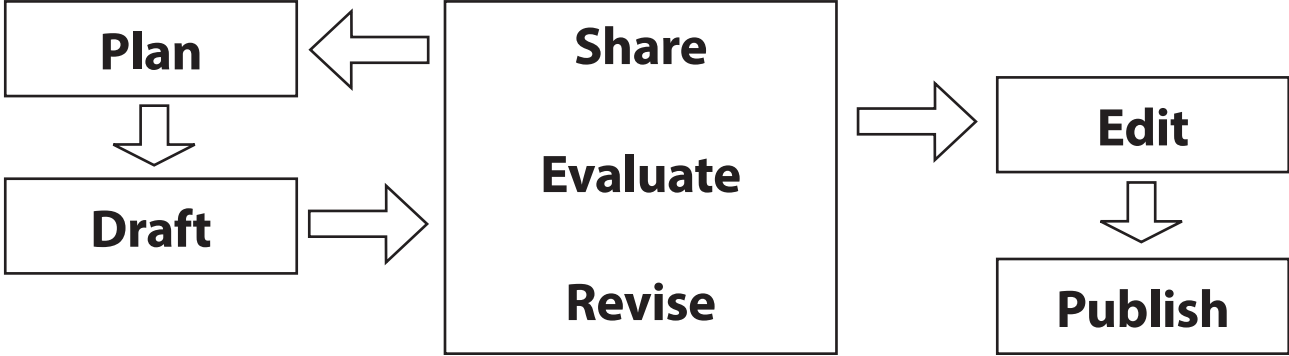 Plan
Draft
Share
Evaluate
Revise
Edit
Publish